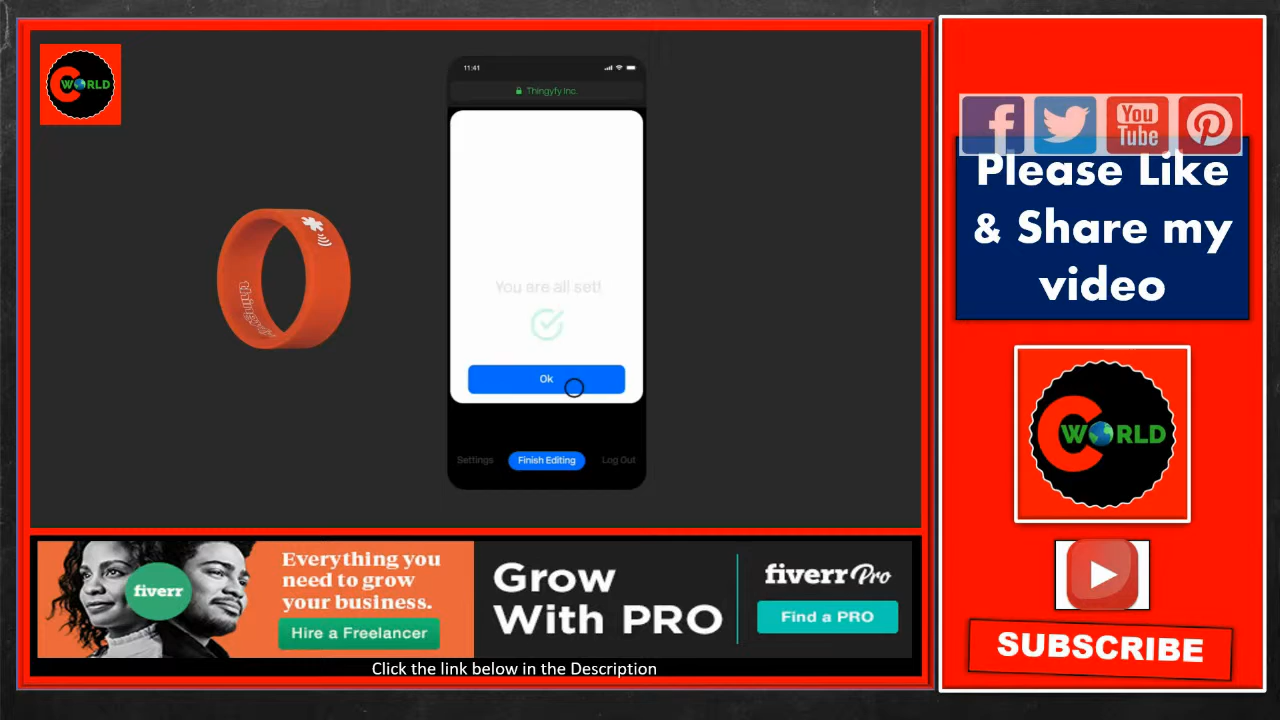 C WORLD
11:41
Thingyfy Inc.
You are all set!
Ok
Settings
Finish Editing
Log Out
thingyfy
f
You
Tube
Please Like
& Share my
video
C WORLD
SUBSCRIBE
fiverr
Everything you
need to grow
your business.
Hire a Freelancer
Grow
With PRO
fiverr Pro
Find a PRO
Click the link below in the Description